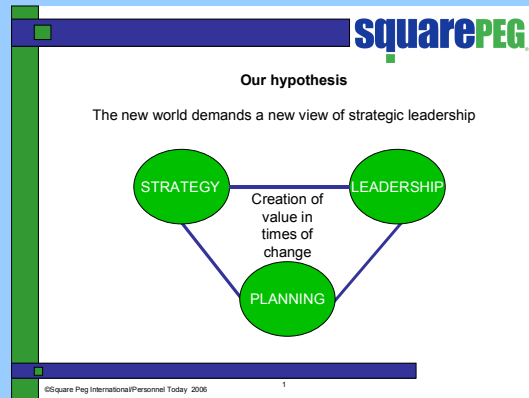 squarePEG
Our hypothesis
The new world demands a new view of strategic leadership
STRATEGY
LEADERSHIP
Creation of
value in
times of
change
PLANNING
©Square Peg International/Personnel Today 2006
1